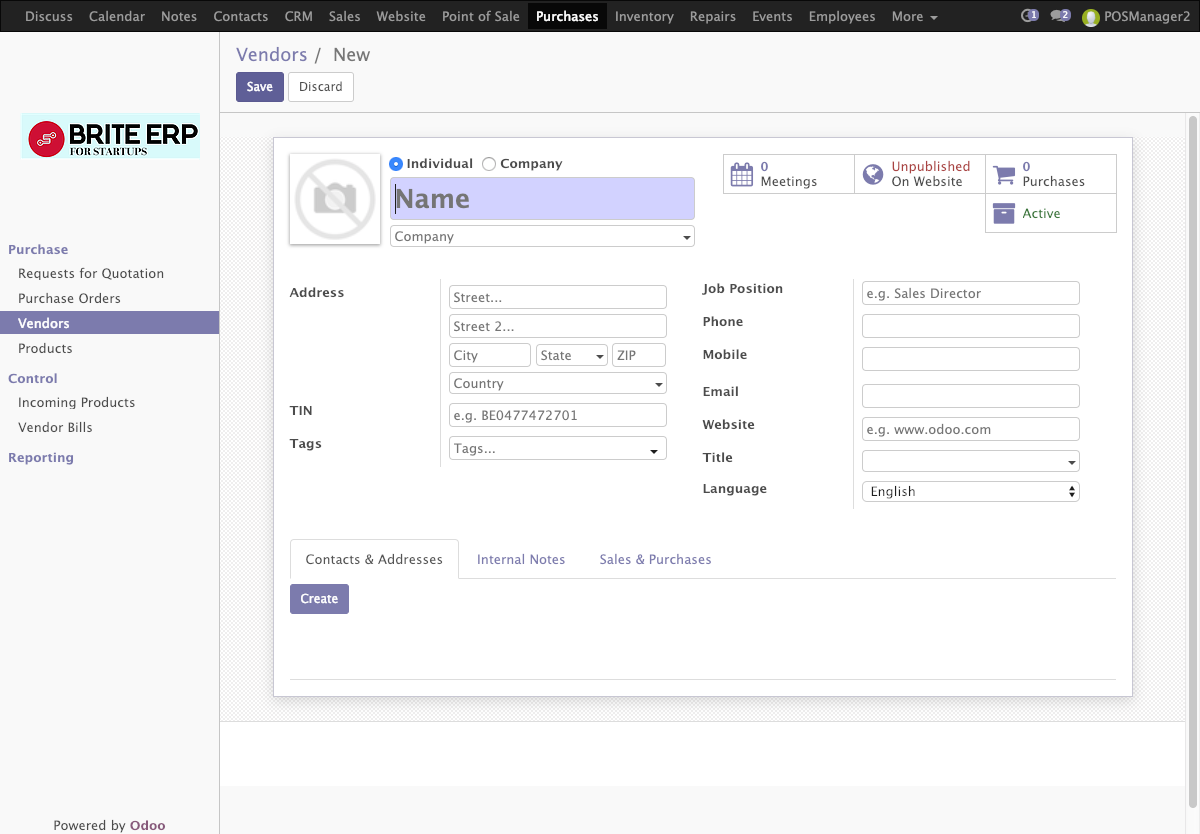 Discuss Calendar Notes Contacts CRM Sales Website Point of Sale Purchases Inventory Repairs Events Employees More 1 2 POSManager2
Vendors / New
Save Discard
BRITE ERP
FOR STARTUPS
Purchase
Requests for Quotation
Purchase Orders
Vendors
Products
Control
Incoming Products
Vendor Bills
Reporting
Powered by Odoo
Individual Company
Name
Company
0
Meetings
Unpublished
On Website
0
Purchases
Active
Address
Street...
Street 2...
City State ZIP
Country
TIN e.g. BE0477472701
Tags Tags...
Job Position e.g. Sales Director
Phone
Mobile
Email
Website e.g. www.odoo.com
Title
Language English
Contacts & Addresses Internal Notes Sales & Purchases
Create